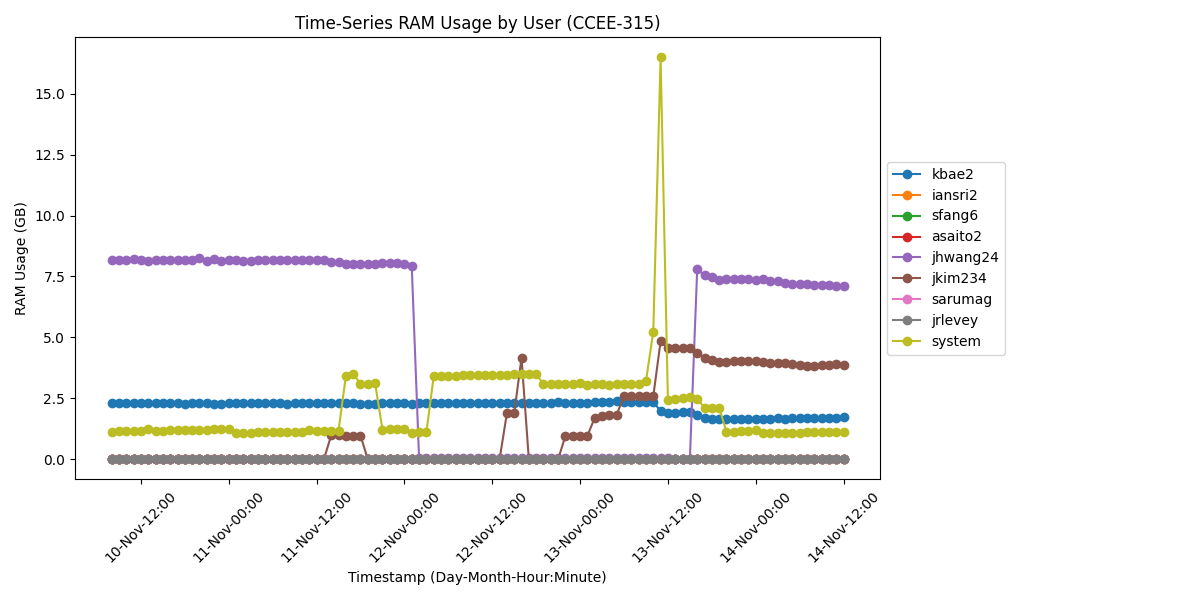 Time-Series RAM Usage by User (CCEE-315)
RAM Usage (GB)
15.0
12.5
10.0
7.5
5.0
2.5
0.0
10-Nov-12:00
11-Nov-00:00
11-Nov-12:00
12-Nov-00:00
12-Nov-12:00
13-Nov-00:00
13-Nov-12:00
14-Nov-00:00
14-Nov-12:00
Timestamp (Day-Month-Hour:Minute)
kbae2
iansri2
sfang6
asaito2
jhwang24
jkim234
sarumag
jrlevey
system